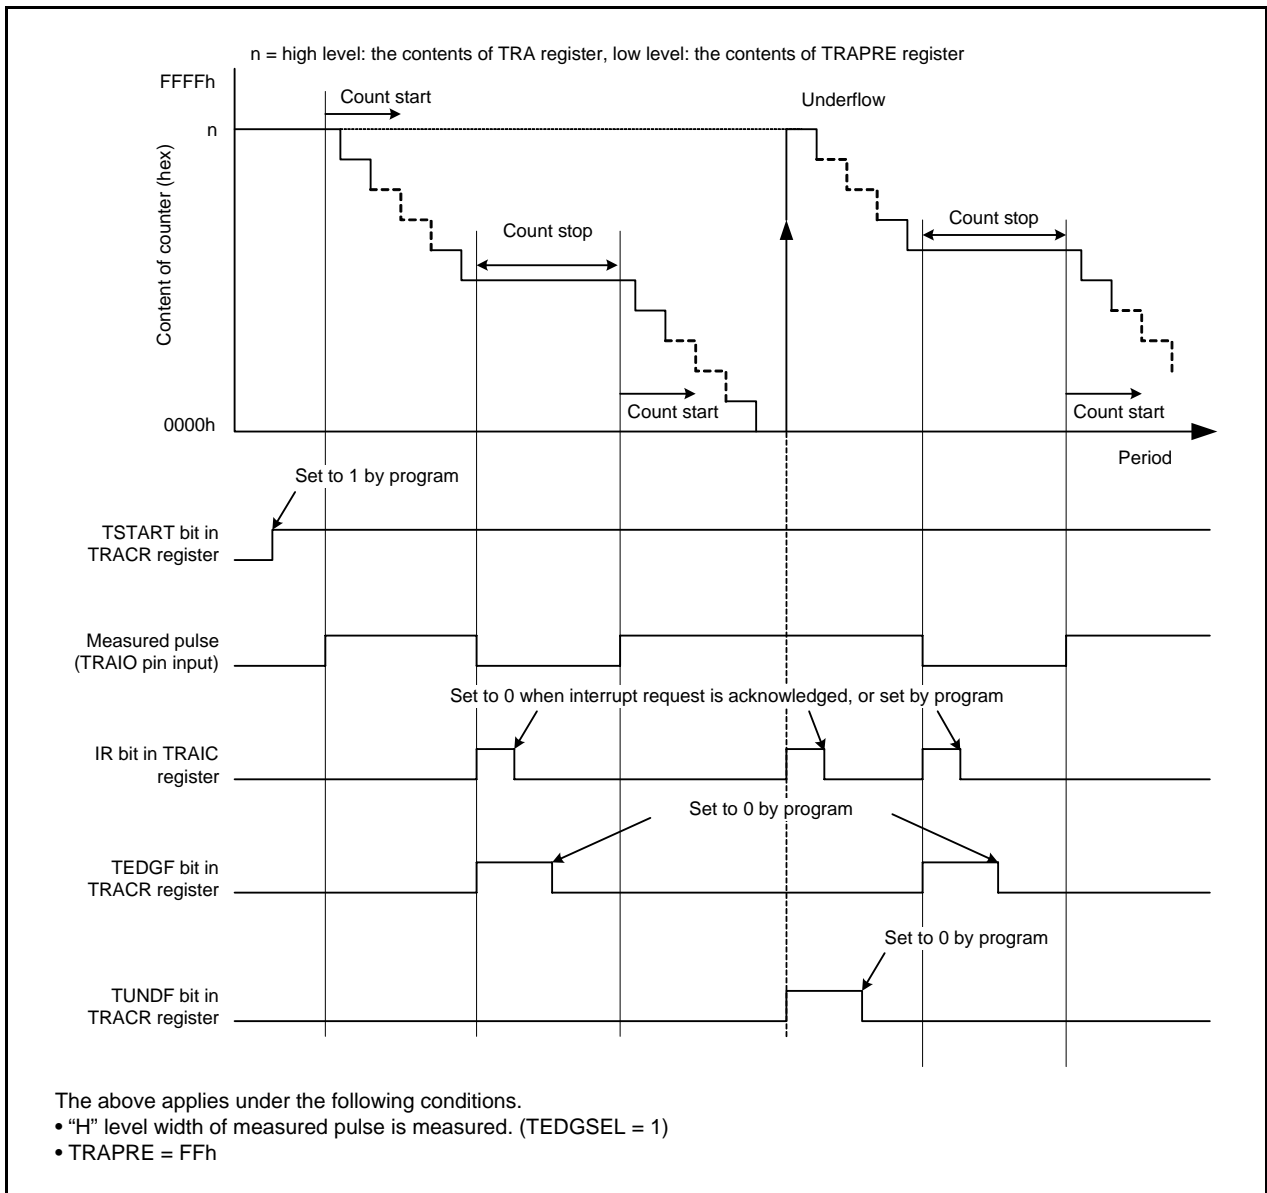 n = high level: the contents of TRA register, low level: the contents of TRAPRE register
FFFFh
Count start
Underflow
n
Content of counter (hex)
Count stop
Count stop
Count start
Count start
0000h
Period
Set to 1 by program
TSTART bit in
TRACR register
Measured pulse
(TRAIO pin input)
Set to 0 when interrupt request is acknowledged, or set by program
IR bit in TRAIC
register
Set to 0 by program
TEDGF bit in
TRACR register
Set to 0 by program
TUNDF bit in
TRACR register
The above applies under the following conditions.
• “H” level width of measured pulse is measured. (TEDGSEL = 1)
• TRAPRE = FFh